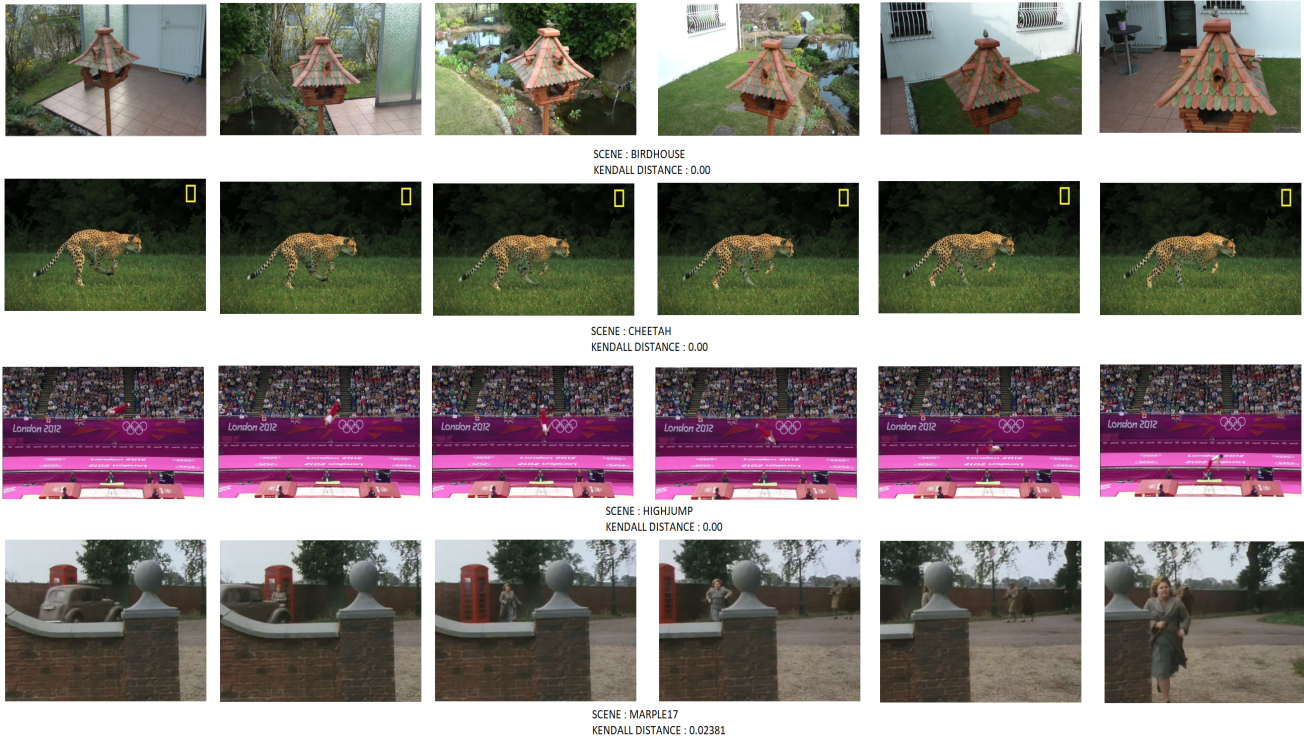 SCENE : BIRDHOUSE
KENDALL DISTANCE : 0.00
SCENE : CHEETAH
KENDALL DISTANCE : 0.00
London 2012
London 2012
London 2012
London 2012
London 2012
London 2012
SCENE : HIGHJUMP
KENDALL DISTANCE : 0.00
SCENE : MARPLE17
KENDALL DISTANCE : 0.02381